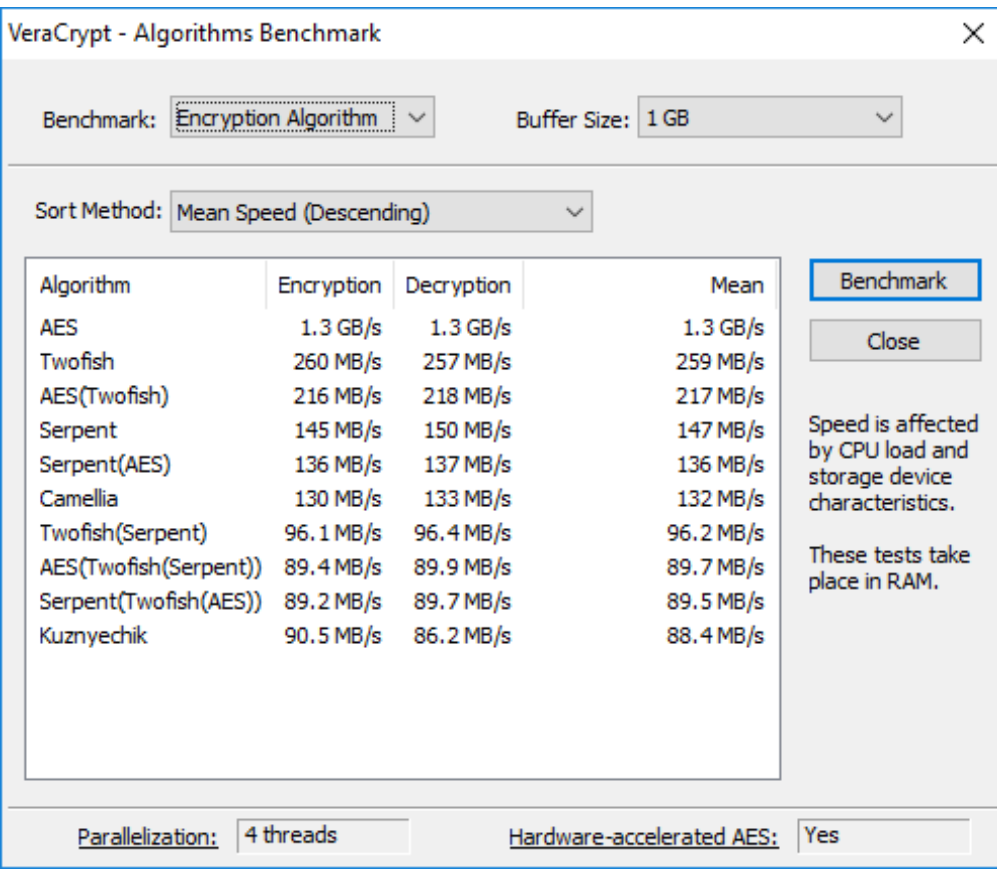 VeraCrypt - Algorithms Benchmark
Benchmark: Encryption Algorithm Buffer Size: 1 GB
Sort Method: Mean Speed (Descending)
Algorithm Encryption Decryption Mean
AES 1.3 GB/s 1.3 GB/s 1.3 GB/s
Twofish 260 MB/s 257 MB/s 259 MB/s
AES(Twofish) 216 MB/s 218 MB/s 217 MB/s
Serpent 145 MB/s 150 MB/s 147 MB/s
Serpent(AES) 136 MB/s 137 MB/s 136 MB/s
Camellia 130 MB/s 133 MB/s 132 MB/s
Twofish(Serpent) 96.1 MB/s 96.4 MB/s 96.2 MB/s
AES(Twofish(Serpent)) 89.4 MB/s 89.9 MB/s 89.7 MB/s
Serpent(Twofish(AES)) 89.2 MB/s 89.7 MB/s 89.5 MB/s
Kuznyechik 90.5 MB/s 86.2 MB/s 88.4 MB/s
Benchmark
Close
Speed is affected
by CPU load and
storage device
characteristics.
These tests take
place in RAM.
Parallelization: 4 threads Hardware-accelerated AES: Yes